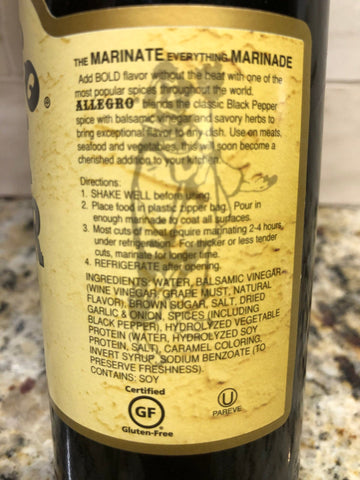 THE MARINATE EVERYTHING MARINADE
Add BOLD flavor without the beat with one of the
most popular spices throughout the world.
ALLEGRO® blends the classic Black Pepper
spice with balsamic vinegar and savory herbs to
bring exceptional flavor to any dish. Use on meats,
seafood and vegetables, this will soon become a
cherished addition to your kitchen.
Directions:
1. SHAKE WELL before using.
2. Place food in plastic zipper bag. Pour in
enough marinade to coat all surfaces.
3. Most cuts of meat require marinating 2-4 hours
under refrigeration. For thicker or less tender
cuts, marinate for longer time.
4. REFRIGERATE after opening.
INGREDIENTS: WATER, BALSAMIC VINEGAR
(WINE VINEGAR, GRAPE MUST, NATURAL
FLAVOR), BROWN SUGAR, SALT, DRIED
GARLIC & ONION, SPICES (INCLUDING
BLACK PEPPER), HYDROLYZED VEGETABLE
PROTEIN (WATER, HYDROLYZED SOY
PROTEIN, SALT), CARAMEL COLORING,
INVERT SYRUP, SODIUM BENZOATE (TO
PRESERVE FRESHNESS).
CONTAINS: SOY
Certified
GF
Gluten-Free
U
PAREVE